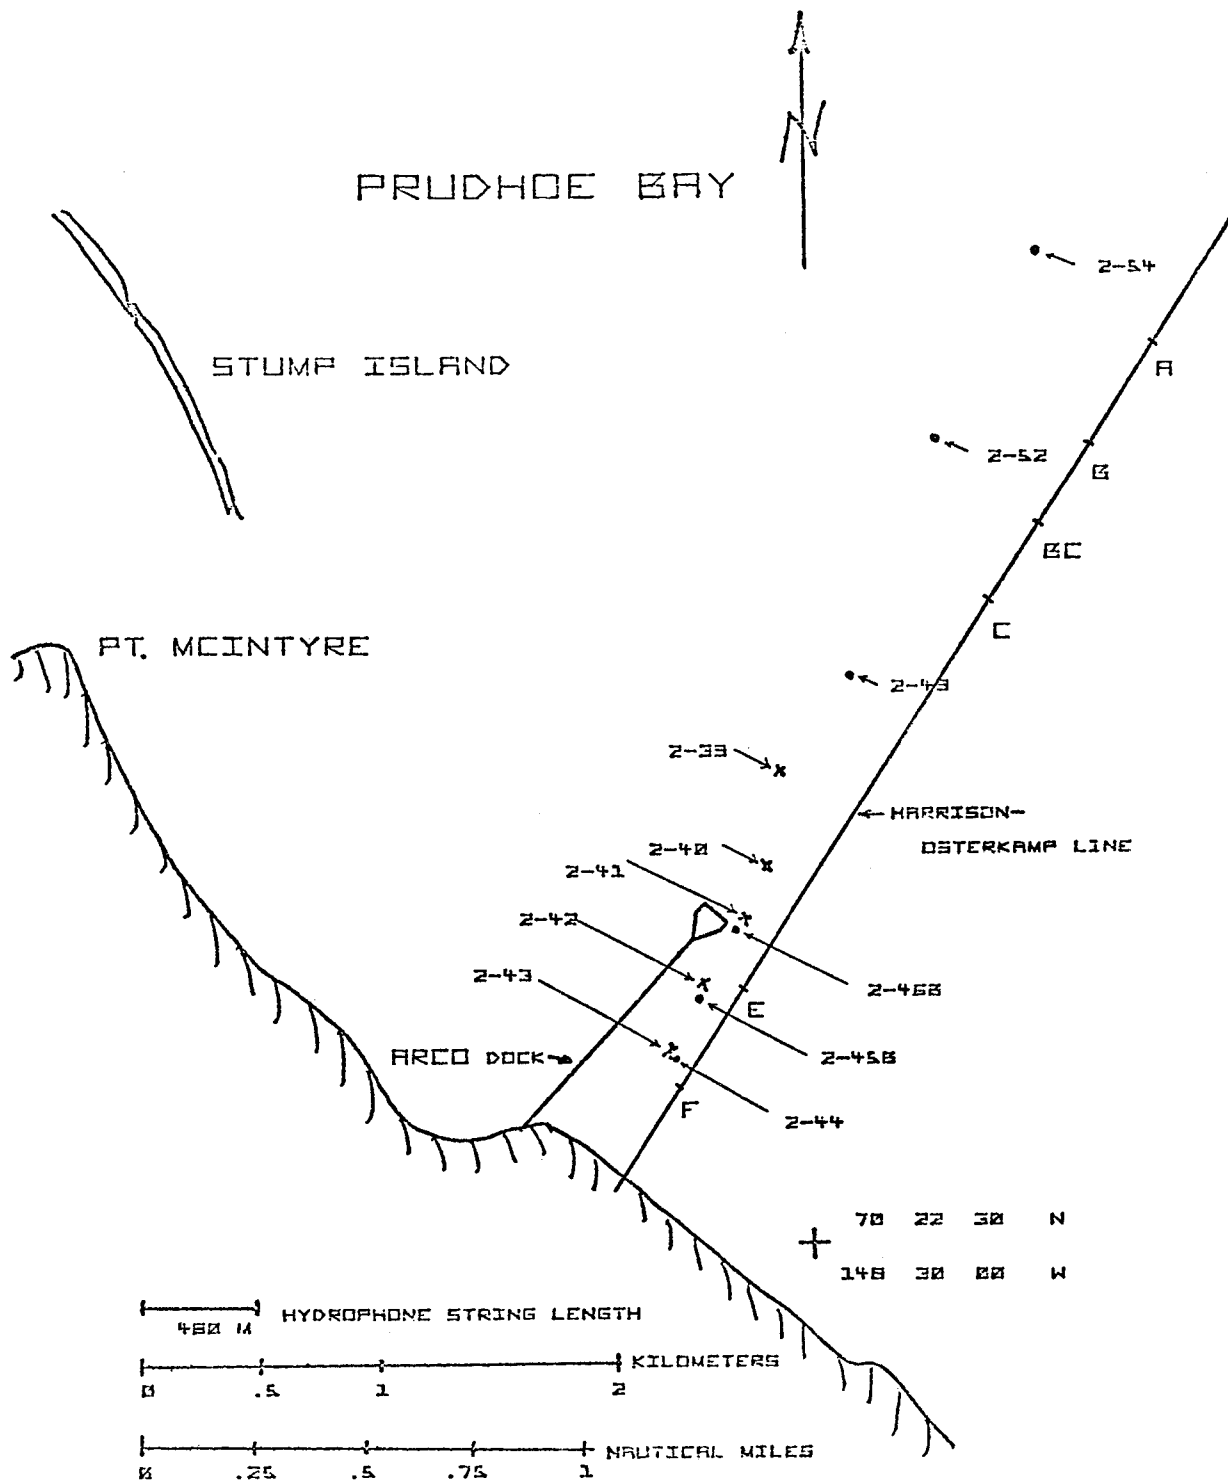 N
PRUDHOE BAY
2-54
STUMP ISLAND
A
2-52
B
BC
C
PT. MCINTYRE
2-49
2-39
HARRISON-
OSTERKAMP LINE
2-40
2-41
2-42
2-43
2-46B
E
ARCO DOCK
2-45B
F
2-44
70 22 30 N
148 30 00 W
HYDROPHONE STRING LENGTH
480 M
KILOMETERS
0 .5 1 2
NAUTICAL MILES
0 .25 .5 .75 1